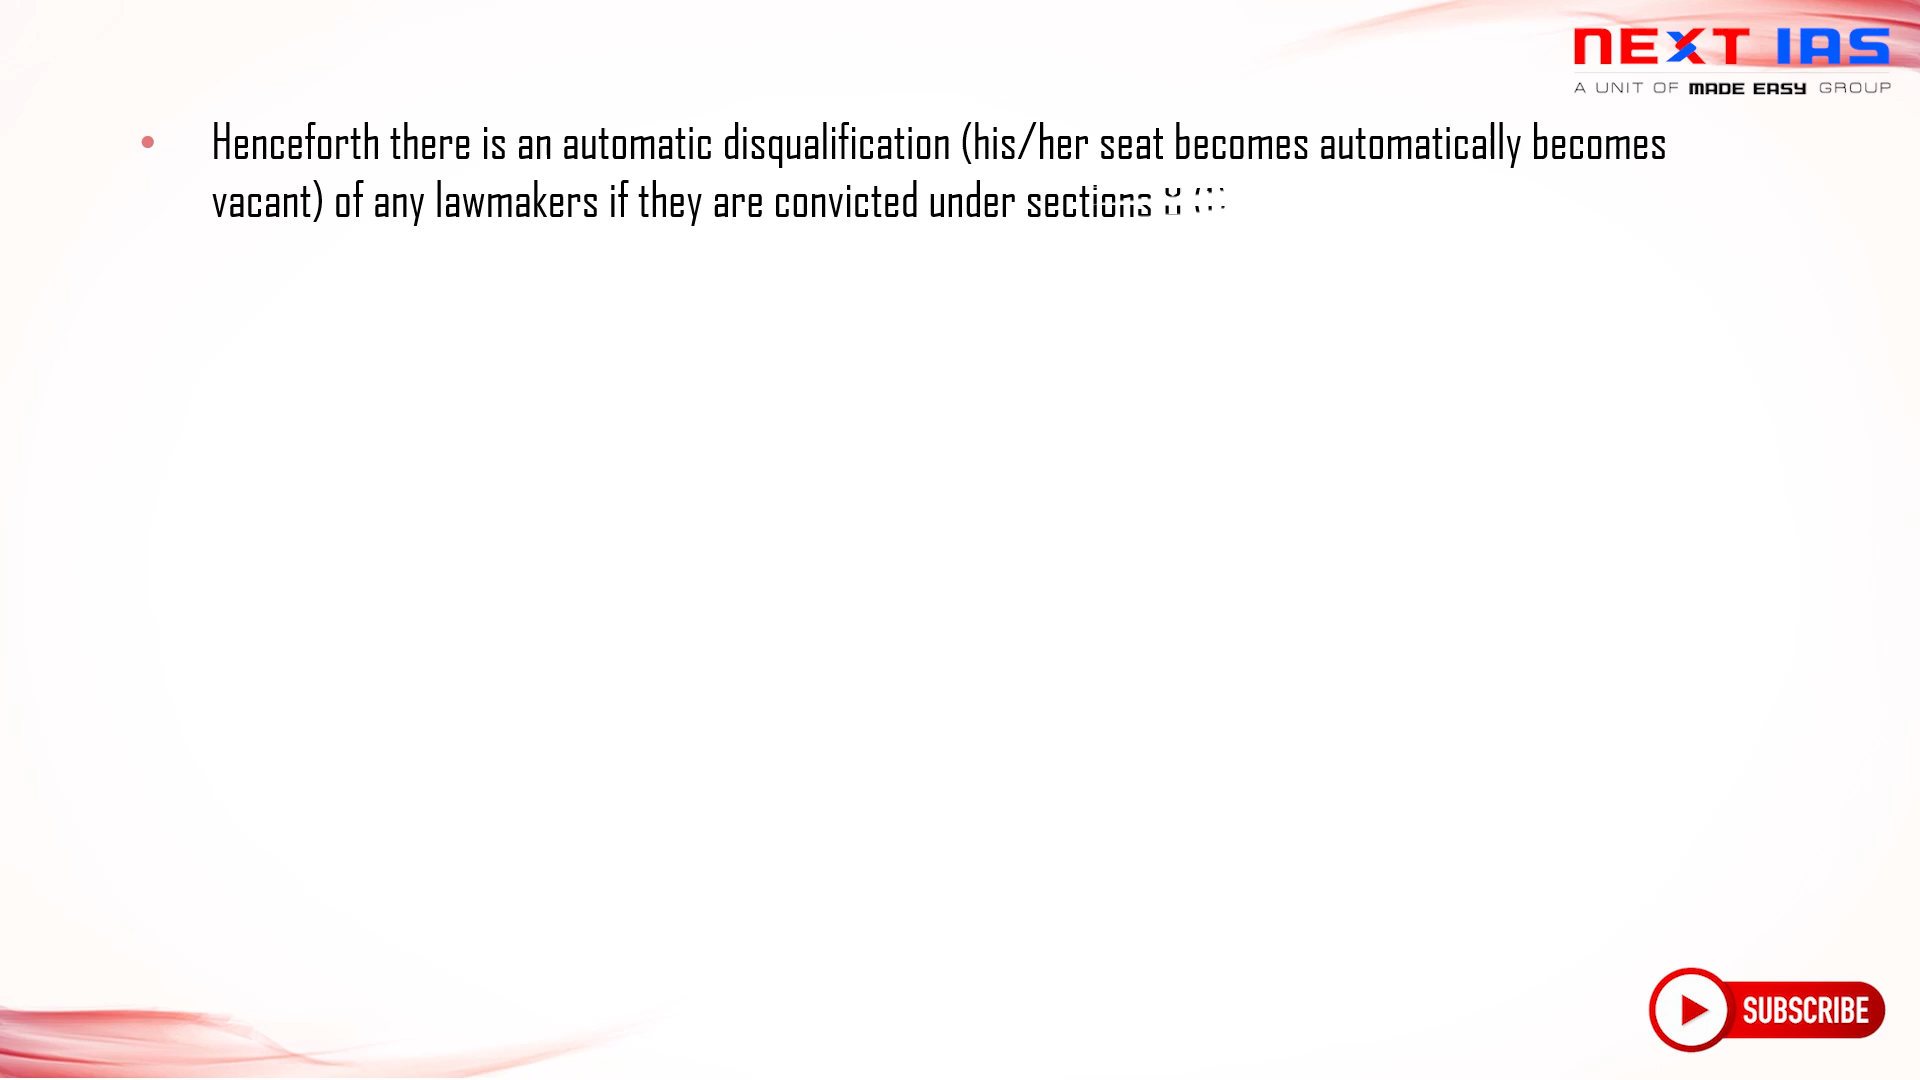 NEXT IAS
A UNIT OF MADE EASY GROUP
• Henceforth there is an automatic disqualification (his/her seat becomes automatically becomes
vacant) of any lawmakers if they are convicted under sections
SUBSCRIBE